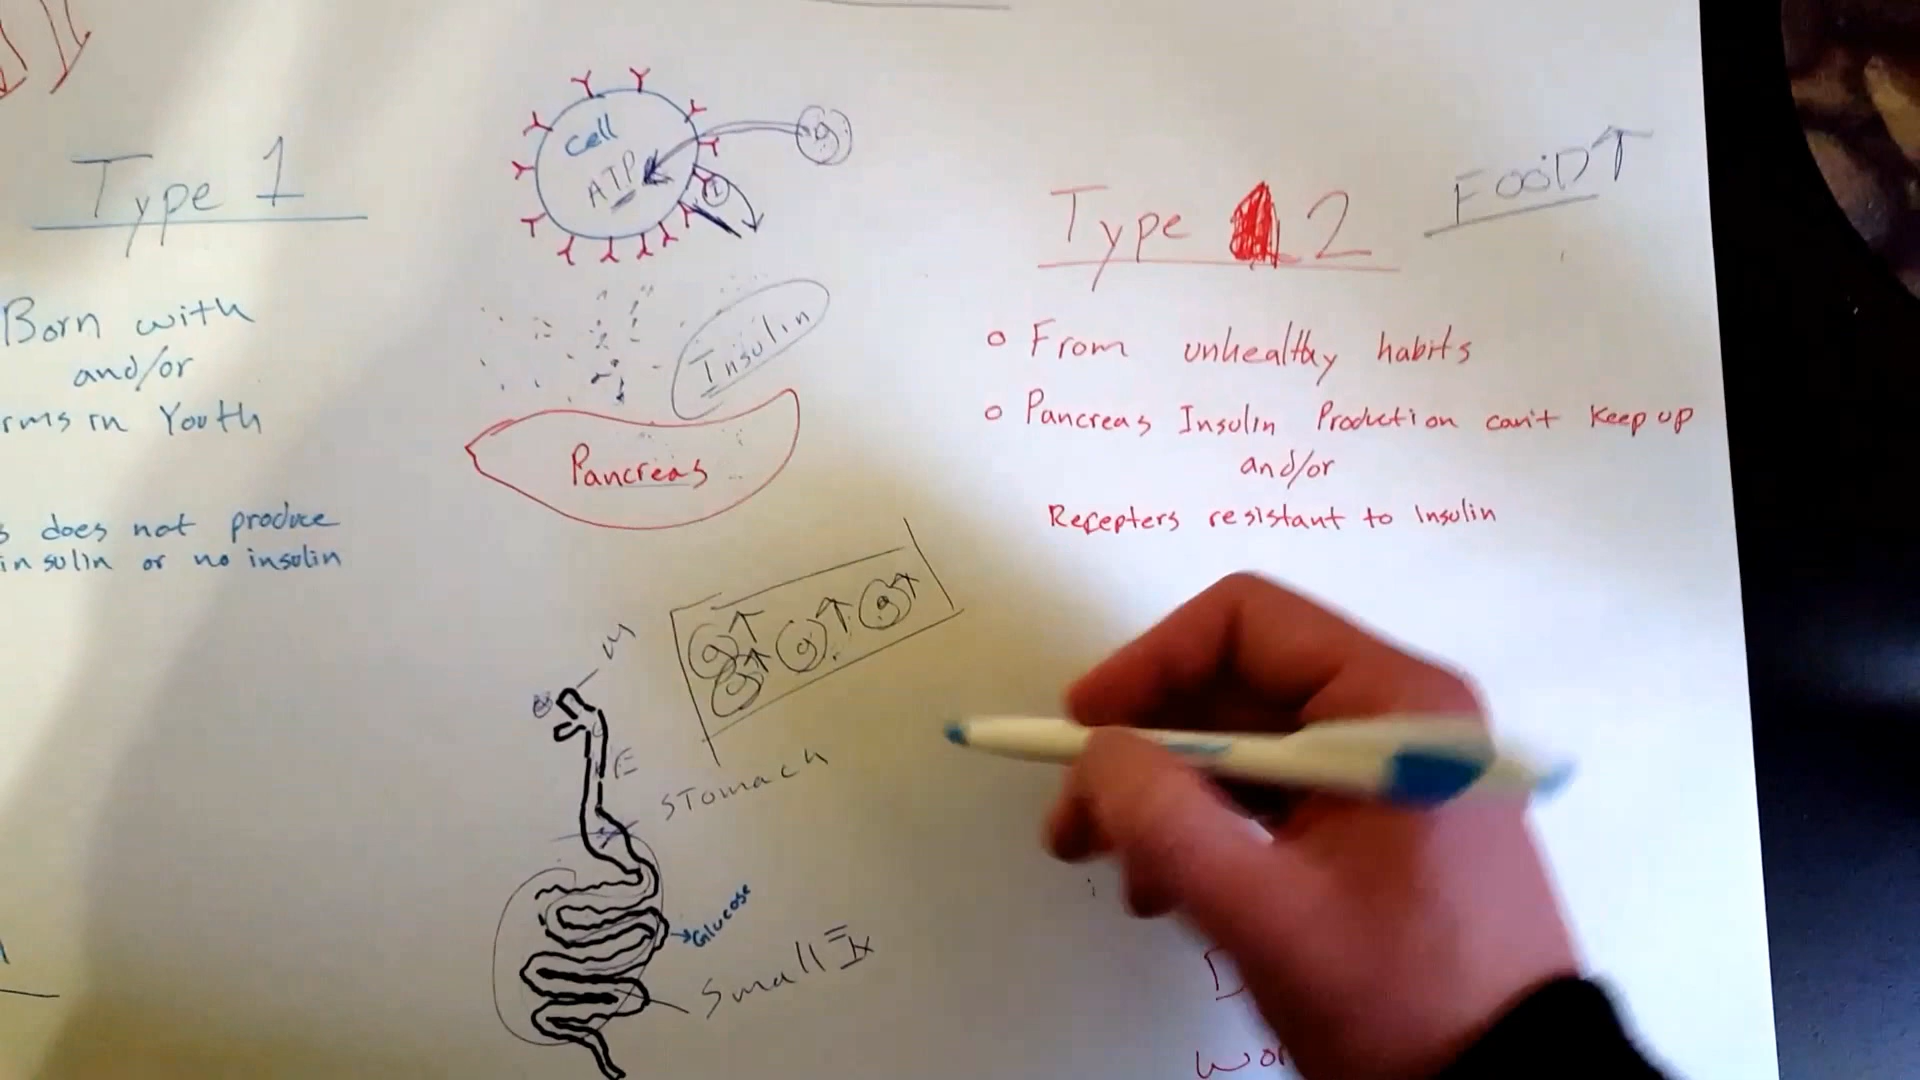 Type 1
Born with
and/or
rms in Youth
s does not produce
insulin or no insulin
Cell
ATP
g
Insulin
Pancreas
g g g
g
M
E
Stomach
Glucose
Small Ix
Type 2
FOOD↑
From unhealthy habits
Pancreas Insulin Production can't Keep up
and/or
Recepters resistant to Insulin